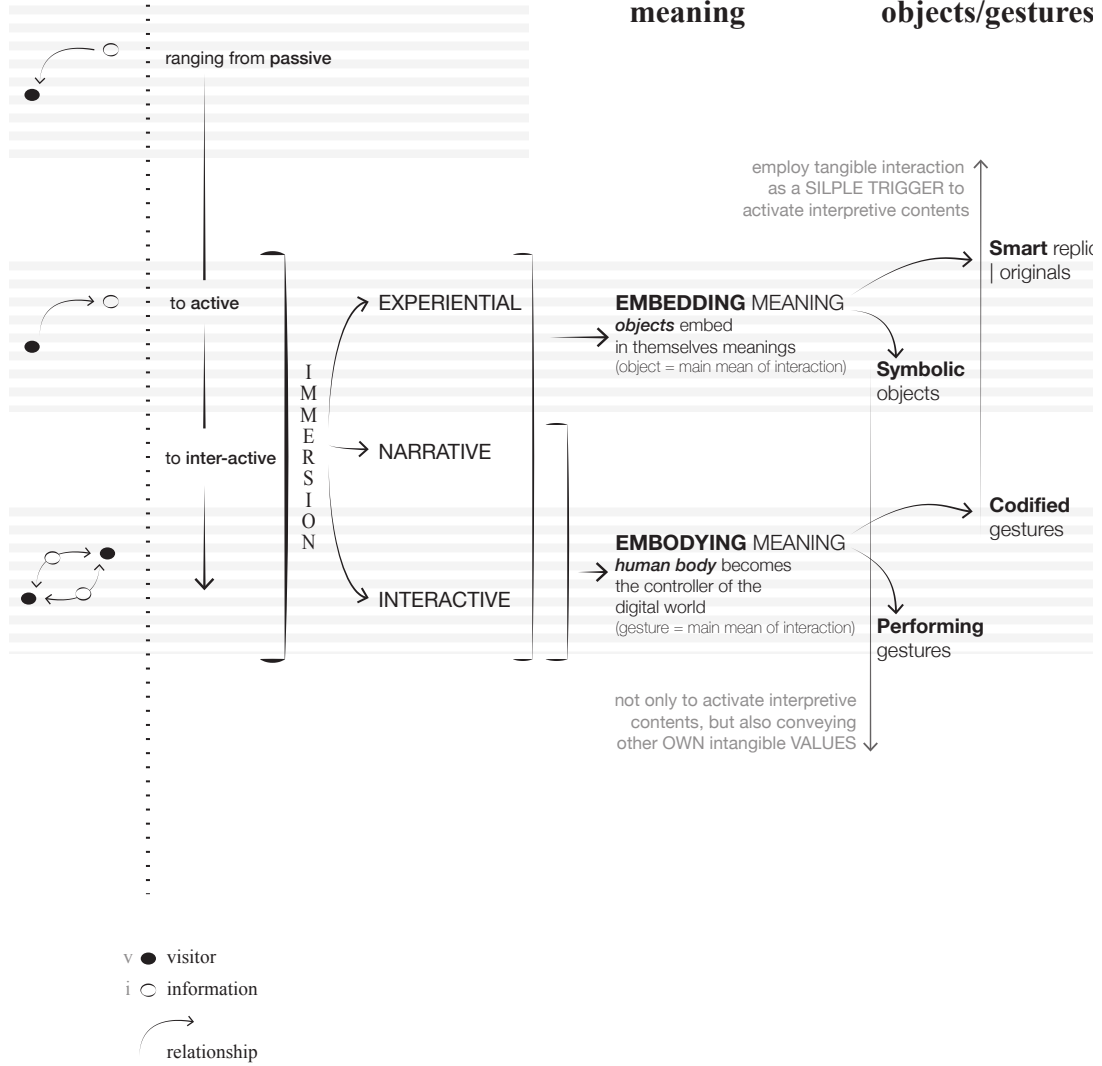 meaning
objects/gestures
ranging from passive
employ tangible interaction
as a SILPLE TRIGGER to
activate interpretive contents
Smart replic
| originals
to active
EXPERIENTIAL
EMBEDDING MEANING
objects embed
in themselves meanings
(object = main mean of interaction)
Symbolic
objects
IMMERSION
to inter-active
NARRATIVE
Codified
gestures
EMBODYING MEANING
human body becomes
the controller of the
digital world
(gesture = main mean of interaction)
INTERACTIVE
Performing
gestures
not only to activate interpretive
contents, but also conveying
other OWN intangible VALUES
v visitor
i information
relationship